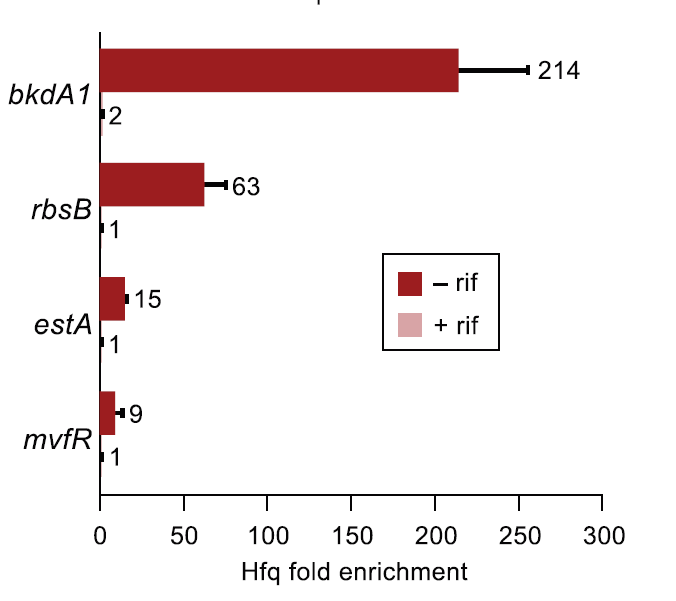 214
bkdA1
2
63
rbsB
1
– rif
15
estA
+ rif
1
9
mvfR
1
0 50 100 150 200 250 300
Hfq fold enrichment